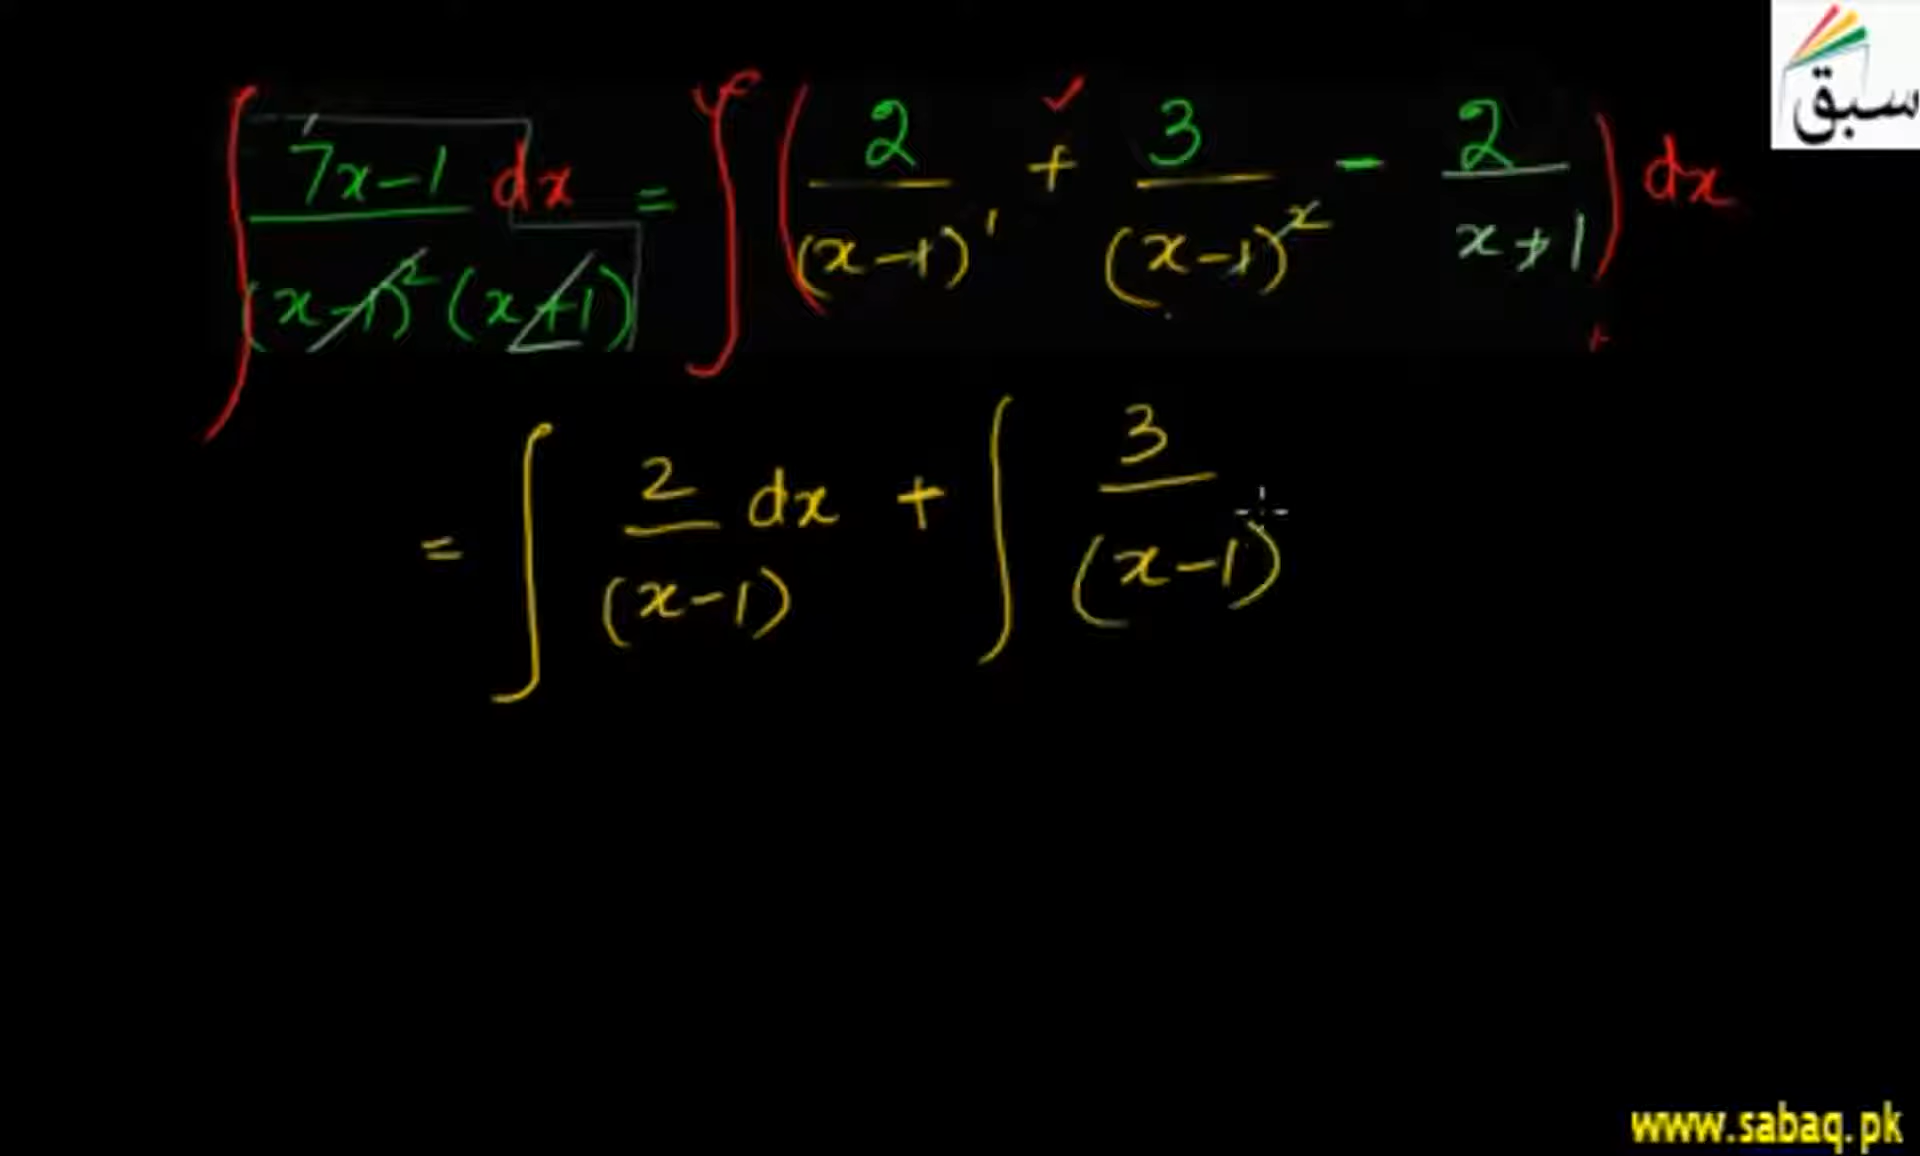 سبق
∫ 7x-1 / (x-1)² (x+1) dx = ∫ ( 2 / (x-1)¹ + 3 / (x-1)² - 2 / x+1 ) dx
= ∫ 2 / (x-1) dx + ∫ 3 / (x-1)
www.sabaq.pk